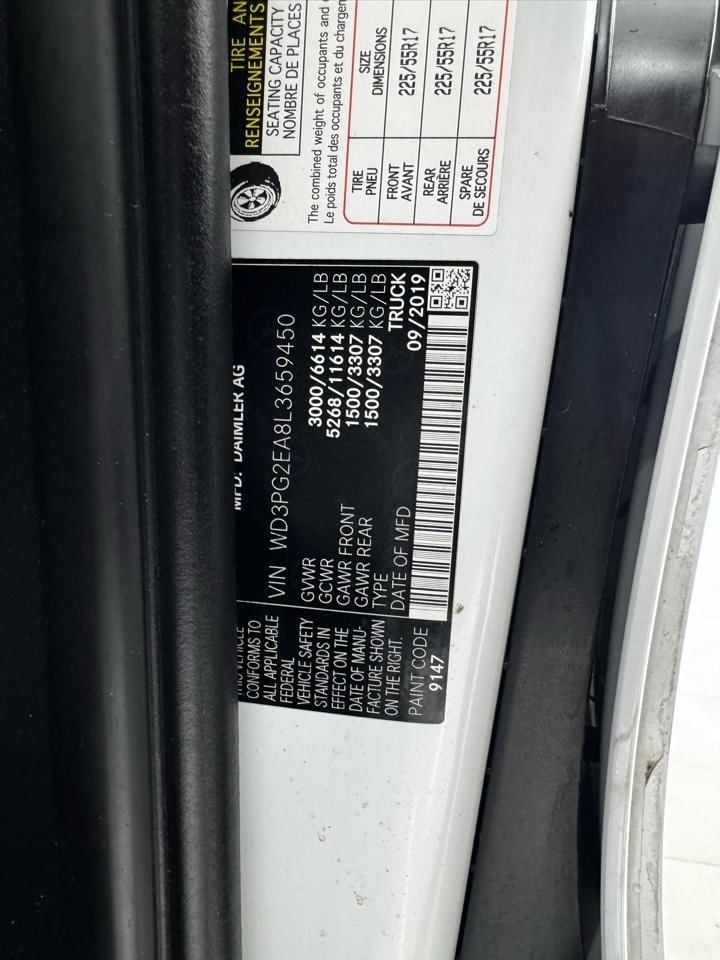 TIRE AN
RENSEIGNEMENTS
SEATING CAPACITY
NOMBRE DE PLACES
The combined weight of occupants and
Le poids total des occupants et du chargem
TIRE PNEU SIZE DIMENSIONS
FRONT AVANT 225/55R17
REAR ARRIÈRE 225/55R17
SPARE DE SECOURS 225/55R17
MFD. DAIMLER AG
VIN WD3PG2EA8L3659450
GVWR 3000/6614 KG/LB
GCWR 5268/11614 KG/LB
GAWR FRONT 1500/3307 KG/LB
GAWR REAR 1500/3307 KG/LB
TYPE TRUCK
DATE OF MFD 09/2019
THIS VEHICLE
CONFORMS TO
ALL APPLICABLE
FEDERAL
VEHICLE SAFETY
STANDARDS IN
EFFECT ON THE
DATE OF MANU-
FACTURE SHOWN
ON THE RIGHT.
PAINT CODE
9147